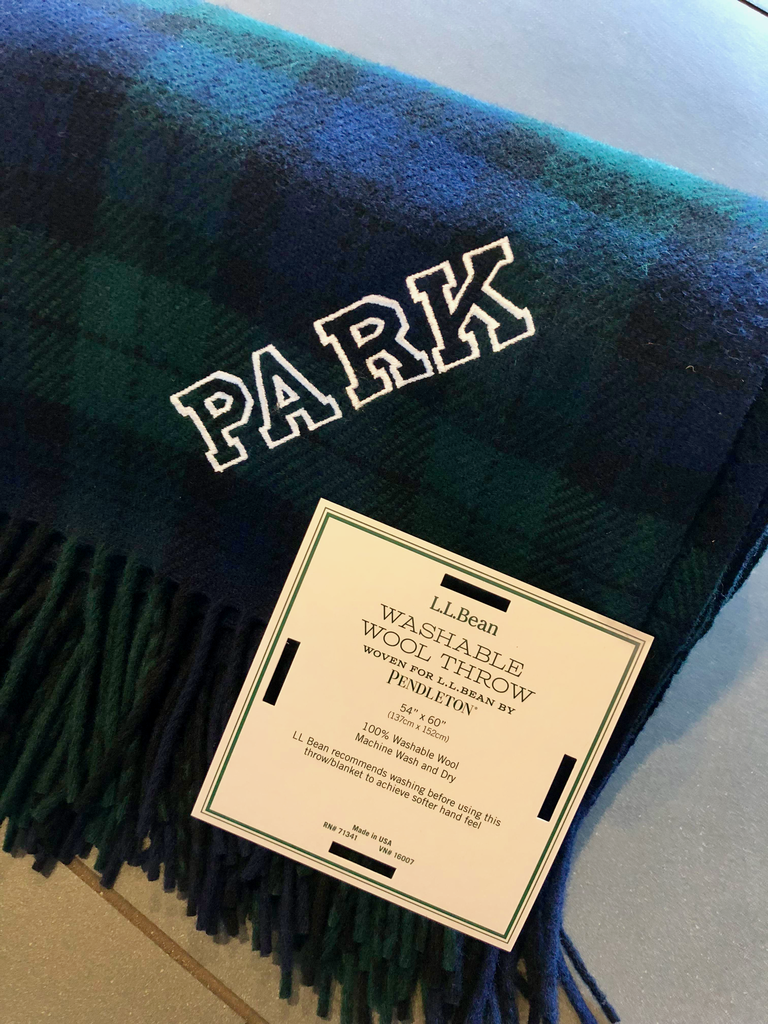 PARK
L.L.Bean
WASHABLE
WOOL THROW
WOVEN FOR L.L.BEAN BY
PENDLETON®
54" x 60"
(137cm x 152cm)
100% Washable Wool
Machine Wash and Dry
LL Bean recommends washing before using this
throw/blanket to achieve softer hand feel
Made in USA
RN# 71341 VN# 16007